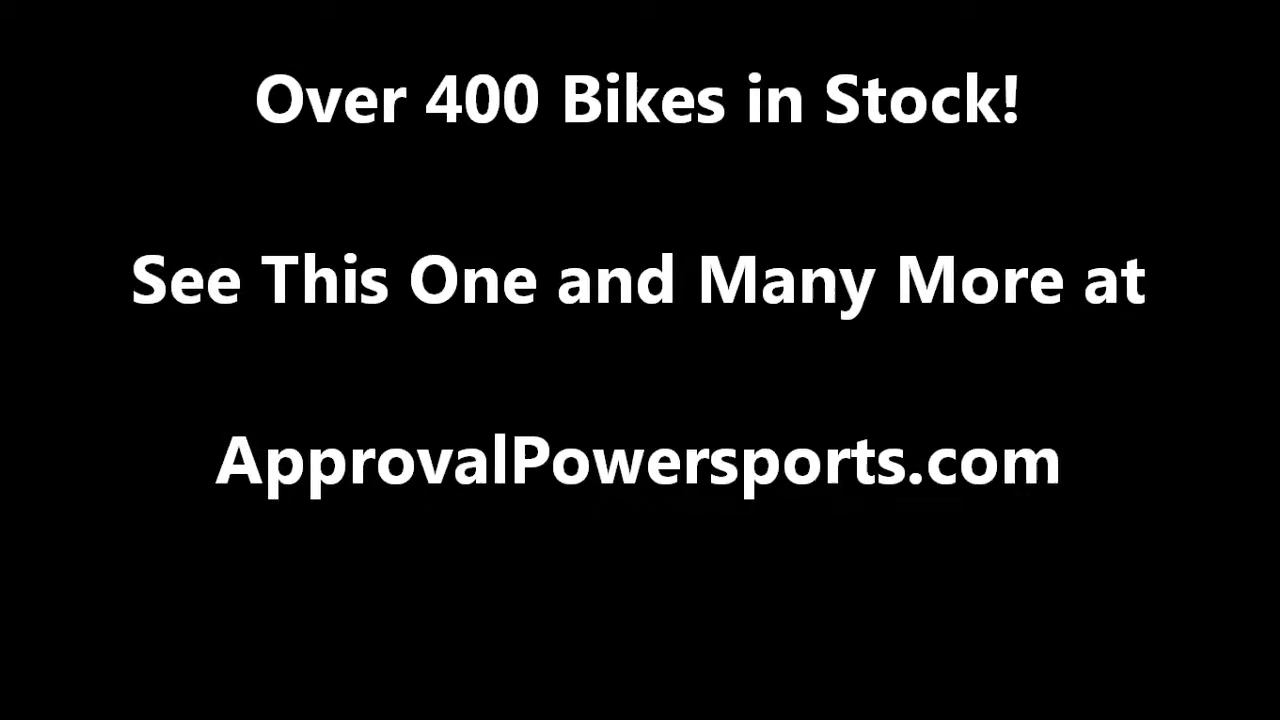 Over 400 Bikes in Stock!
See This One and Many More at
ApprovalPowersports.com